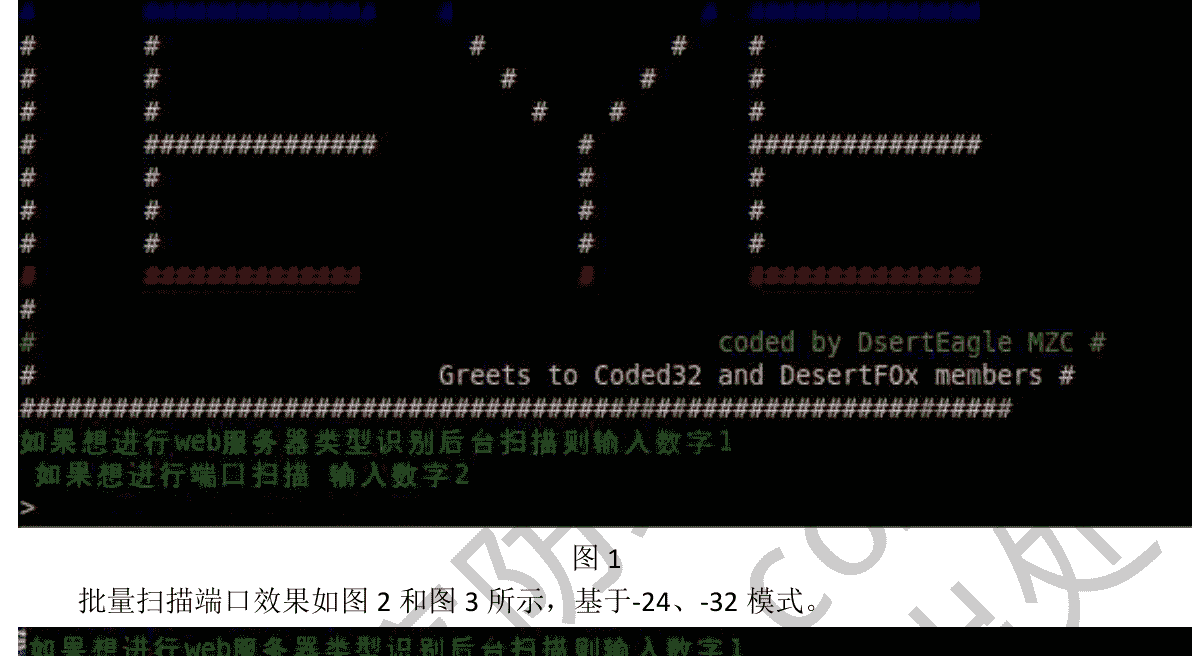 coded by DsertEagle MZC #
# Greets to Coded32 and DesertFOx members #
如果想进行web服务器类型识别后台扫描则输入数字1
如果想进行端口扫描 输入数字2
>
图 1
批量扫描端口效果如图 2 和图 3 所示，基于-24、-32 模式。
如果想进行web服务器类型识别后台扫描则输入数字1